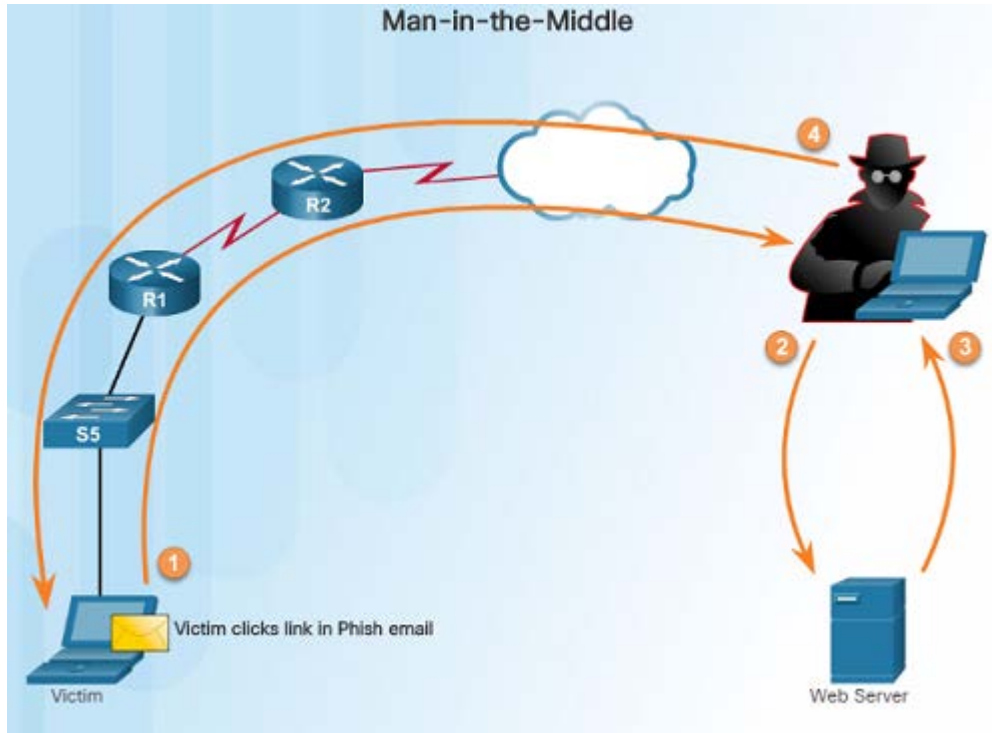 Man-in-the-Middle
4
R2
R1
2
3
S5
1
Victim clicks link in Phish email
Victim
Web Server